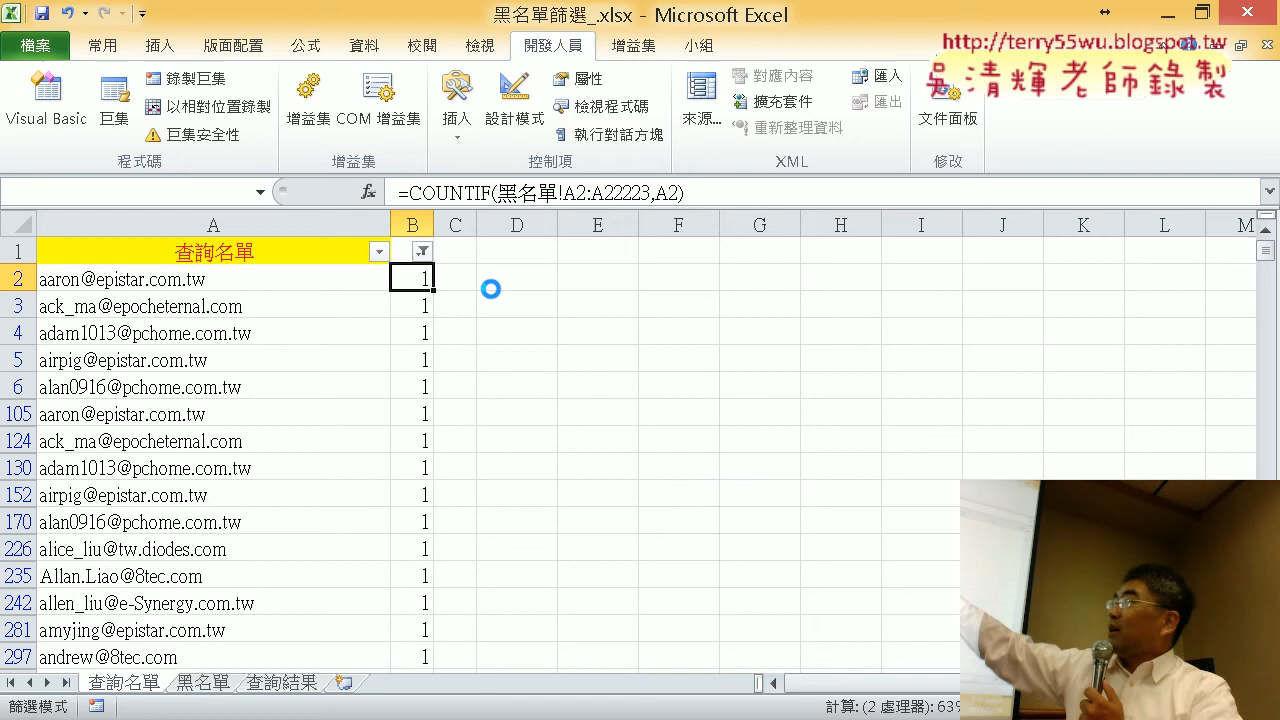 黑名單篩選_.xlsx - Microsoft Excel
檔案 常用 插入 版面配置 公式 資料 校閱 檢視 開發人員 增益集 小組
http://terry55wu.blogspot.tw
吳清輝老師錄製
Visual Basic 巨集 錄製巨集 以相對位置錄製 巨集安全性
增益集 COM 增益集
插入 設計模式 屬性 檢視程式碼 執行對話方塊
來源... 對應內容 擴充套件 重新整理資料 匯入 匯出
文件面板
程式碼 增益集 控制項 XML 修改
fx =COUNTIF(黑名單!A2:A22223,A2)
A B C D E F G H I J K L M
1 查詢名單
2 aaron@epistar.com.tw 1
3 ack_ma@epocheternal.com 1
4 adam1013@pchome.com.tw 1
5 airpig@epistar.com.tw 1
6 alan0916@pchome.com.tw 1
105 aaron@epistar.com.tw 1
124 ack_ma@epocheternal.com 1
130 adam1013@pchome.com.tw 1
152 airpig@epistar.com.tw 1
170 alan0916@pchome.com.tw 1
226 alice_liu@tw.diodes.com 1
235 Allan.Liao@8tec.com 1
242 allen_liu@e-Synergy.com.tw 1
281 amyjing@epistar.com.tw 1
297 andrew@8tec.com 1
查詢名單 黑名單 查詢結果
篩選模式 計算: (2 處理器): 63%